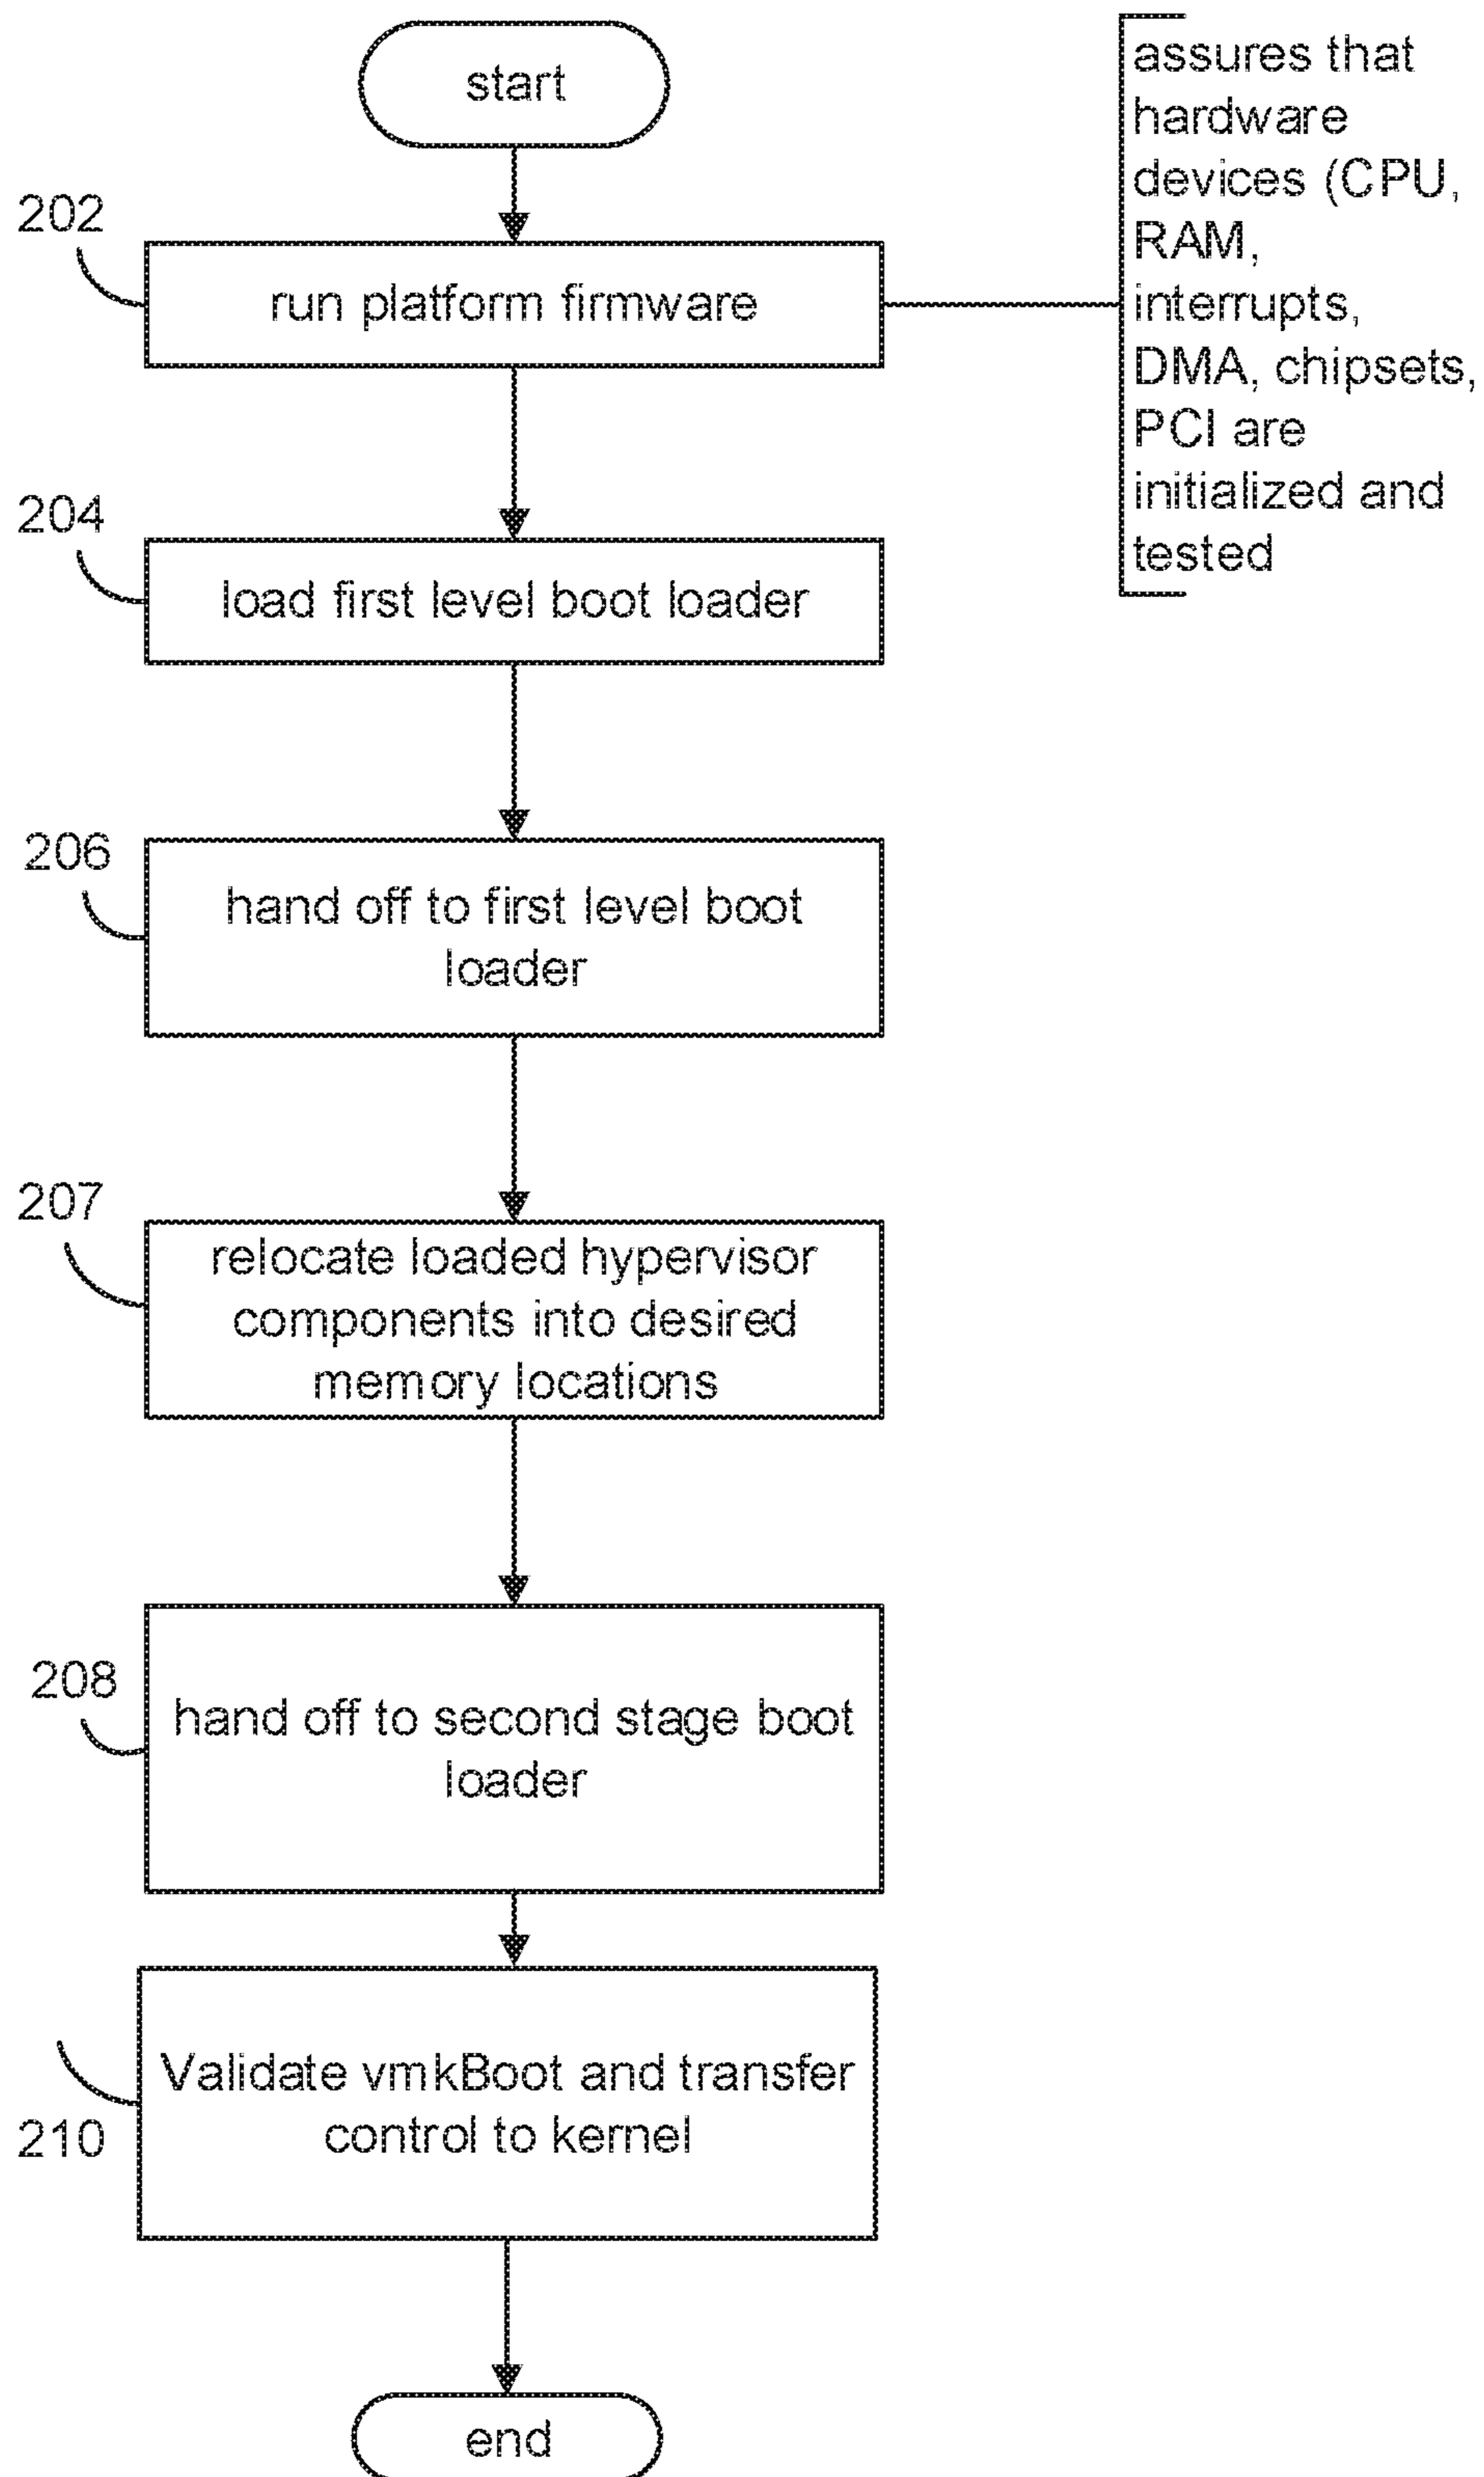 start
assures that
hardware
devices (CPU,
RAM,
interrupts,
DMA, chipsets,
PCI are
initialized and
tested
202
run platform firmware
204
load first level boot loader
206
hand off to first level boot
loader
207
relocate loaded hypervisor
components into desired
memory locations
208
hand off to second stage boot
loader
Validate vmkBoot and transfer
control to kernel
210
end